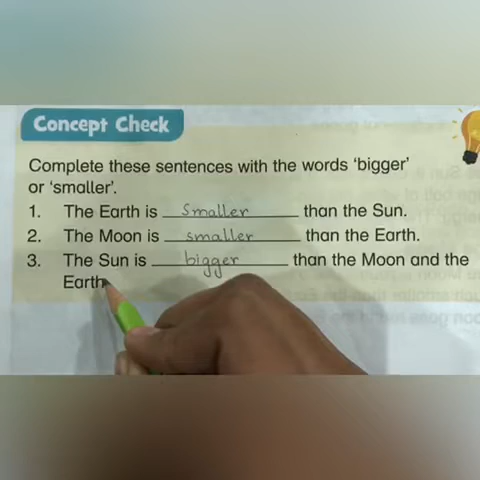 Concept Check
Complete these sentences with the words 'bigger'
or 'smaller'.
1. The Earth is smaller than the Sun.
2. The Moon is smaller than the Earth.
3. The Sun is bigger than the Moon and the
Earth